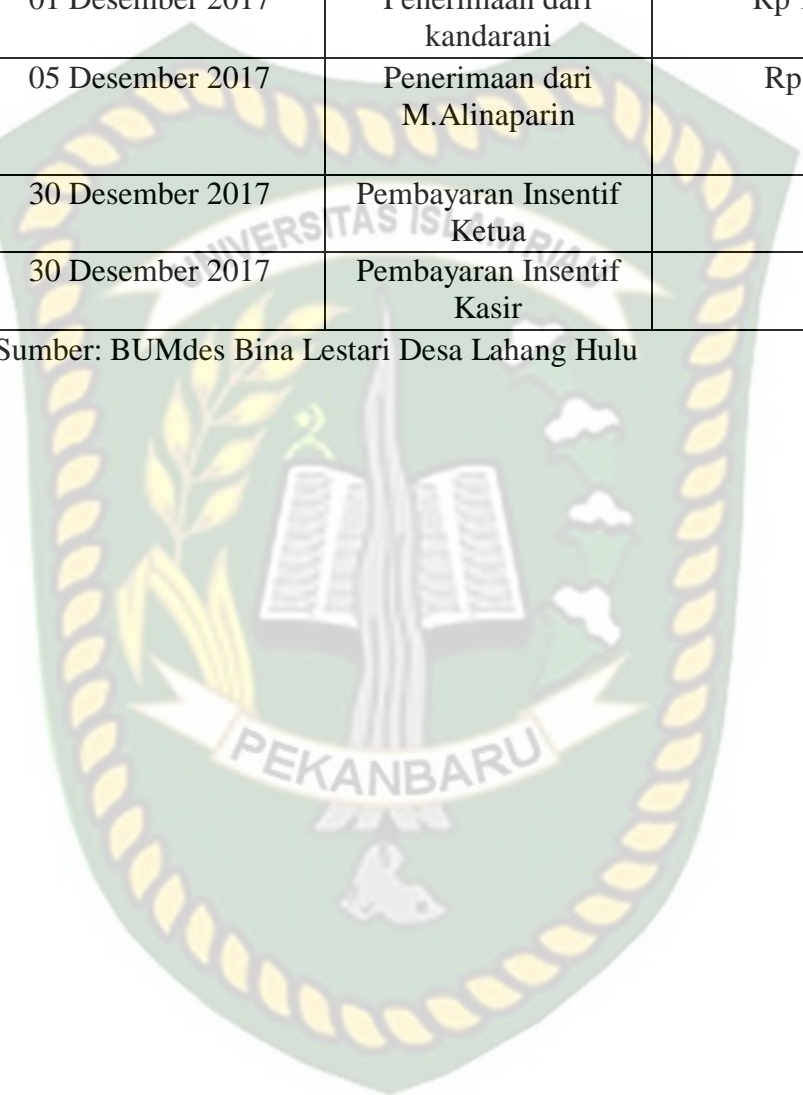 01 Desember 2017 Penerimaan dari Rp
kandarani
05 Desember 2017 Penerimaan dari Rp
M.Alinaparin
30 Desember 2017 Pembayaran Insentif
Ketua
30 Desember 2017 Pembayaran Insentif
Kasir
Sumber: BUMdes Bina Lestari Desa Lahang Hulu
UNIVERSITAS ISLAM RIAU
PEKANBARU